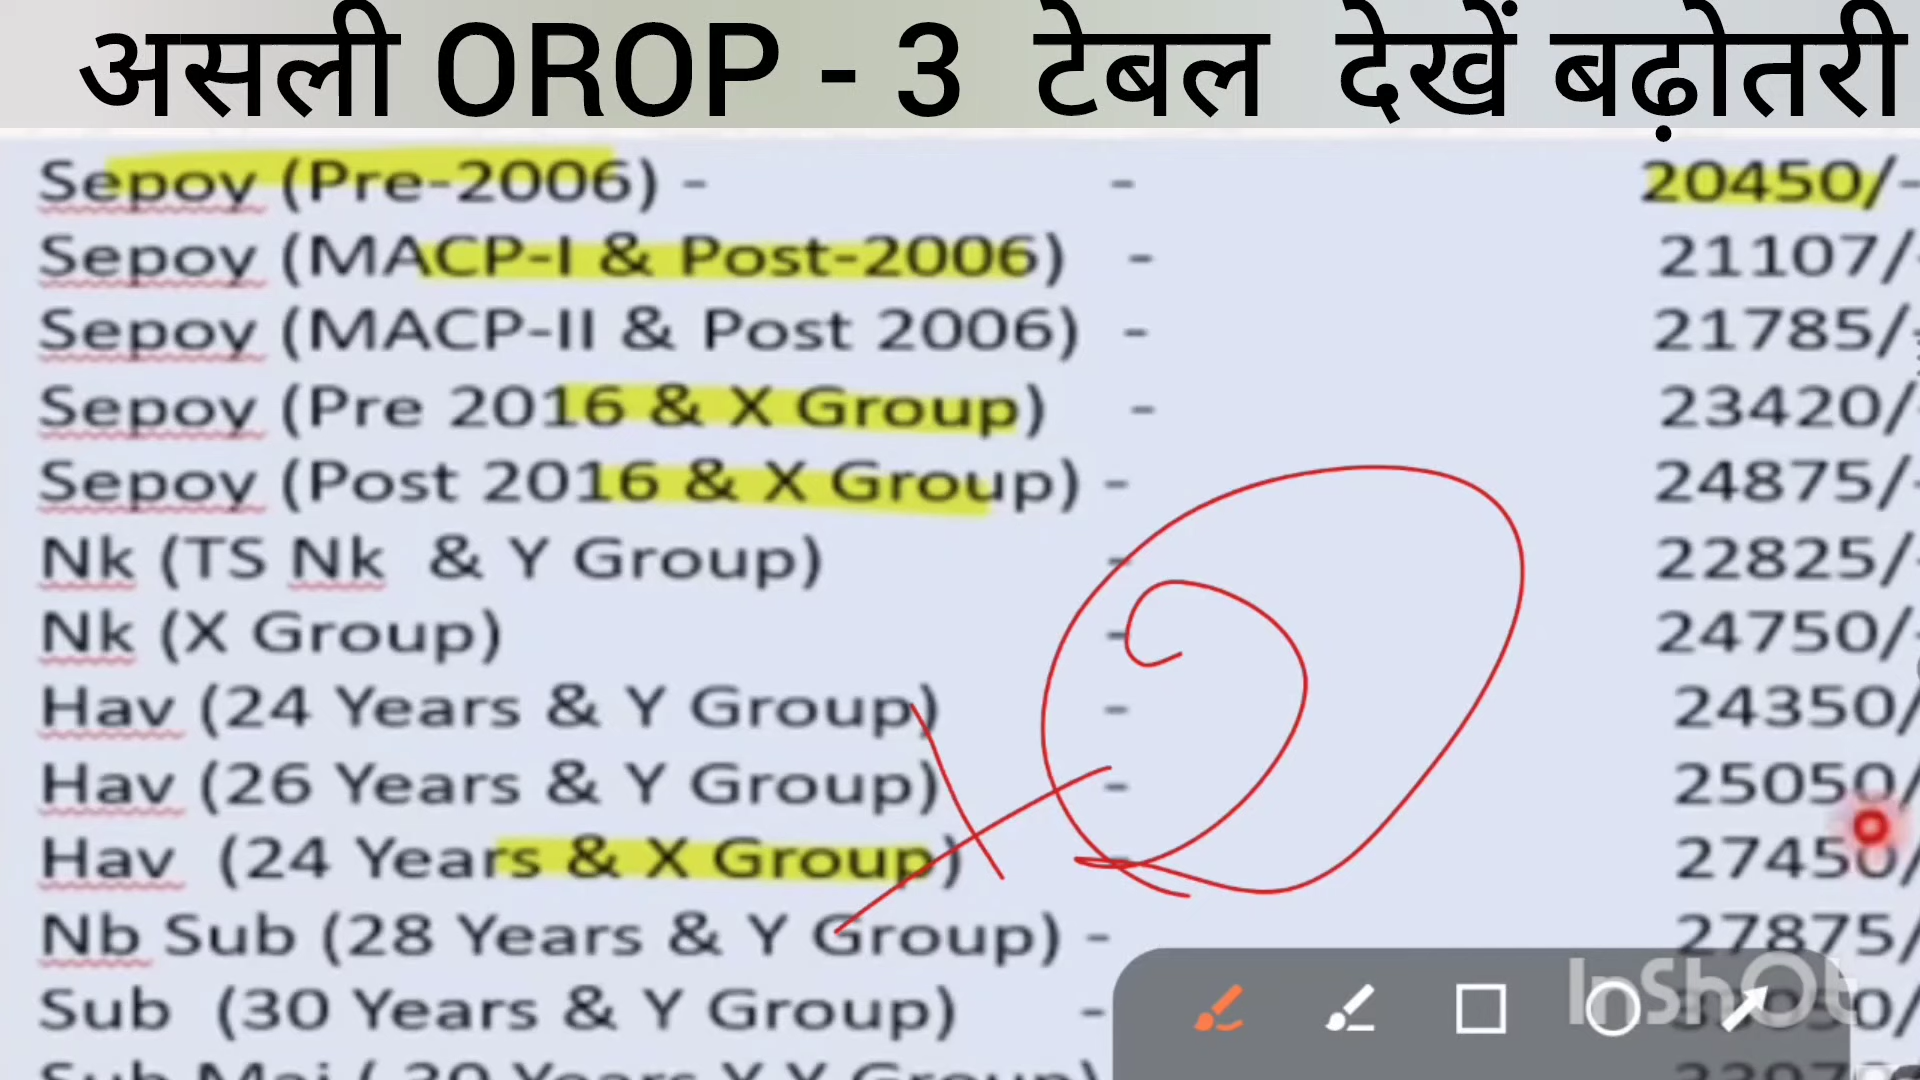 असली OROP - 3 टेबल देखें बढ़ोतरी
Sepoy (Pre-2006) - - 20450/-
Sepoy (MACP-I & Post-2006) - 21107/-
Sepoy (MACP-II & Post 2006) - 21785/-
Sepoy (Pre 2016 & X Group) - 23420/-
Sepoy (Post 2016 & X Group) - 24875/-
Nk (TS Nk & Y Group) - 22825/-
Nk (X Group) - 24750/-
Hav (24 Years & Y Group) - 24350/
Hav (26 Years & Y Group) - 25050/
Hav (24 Years & X Group) - 27450/
Nb Sub (28 Years & Y Group) - 27875/
Sub (30 Years & Y Group) -
InShOt